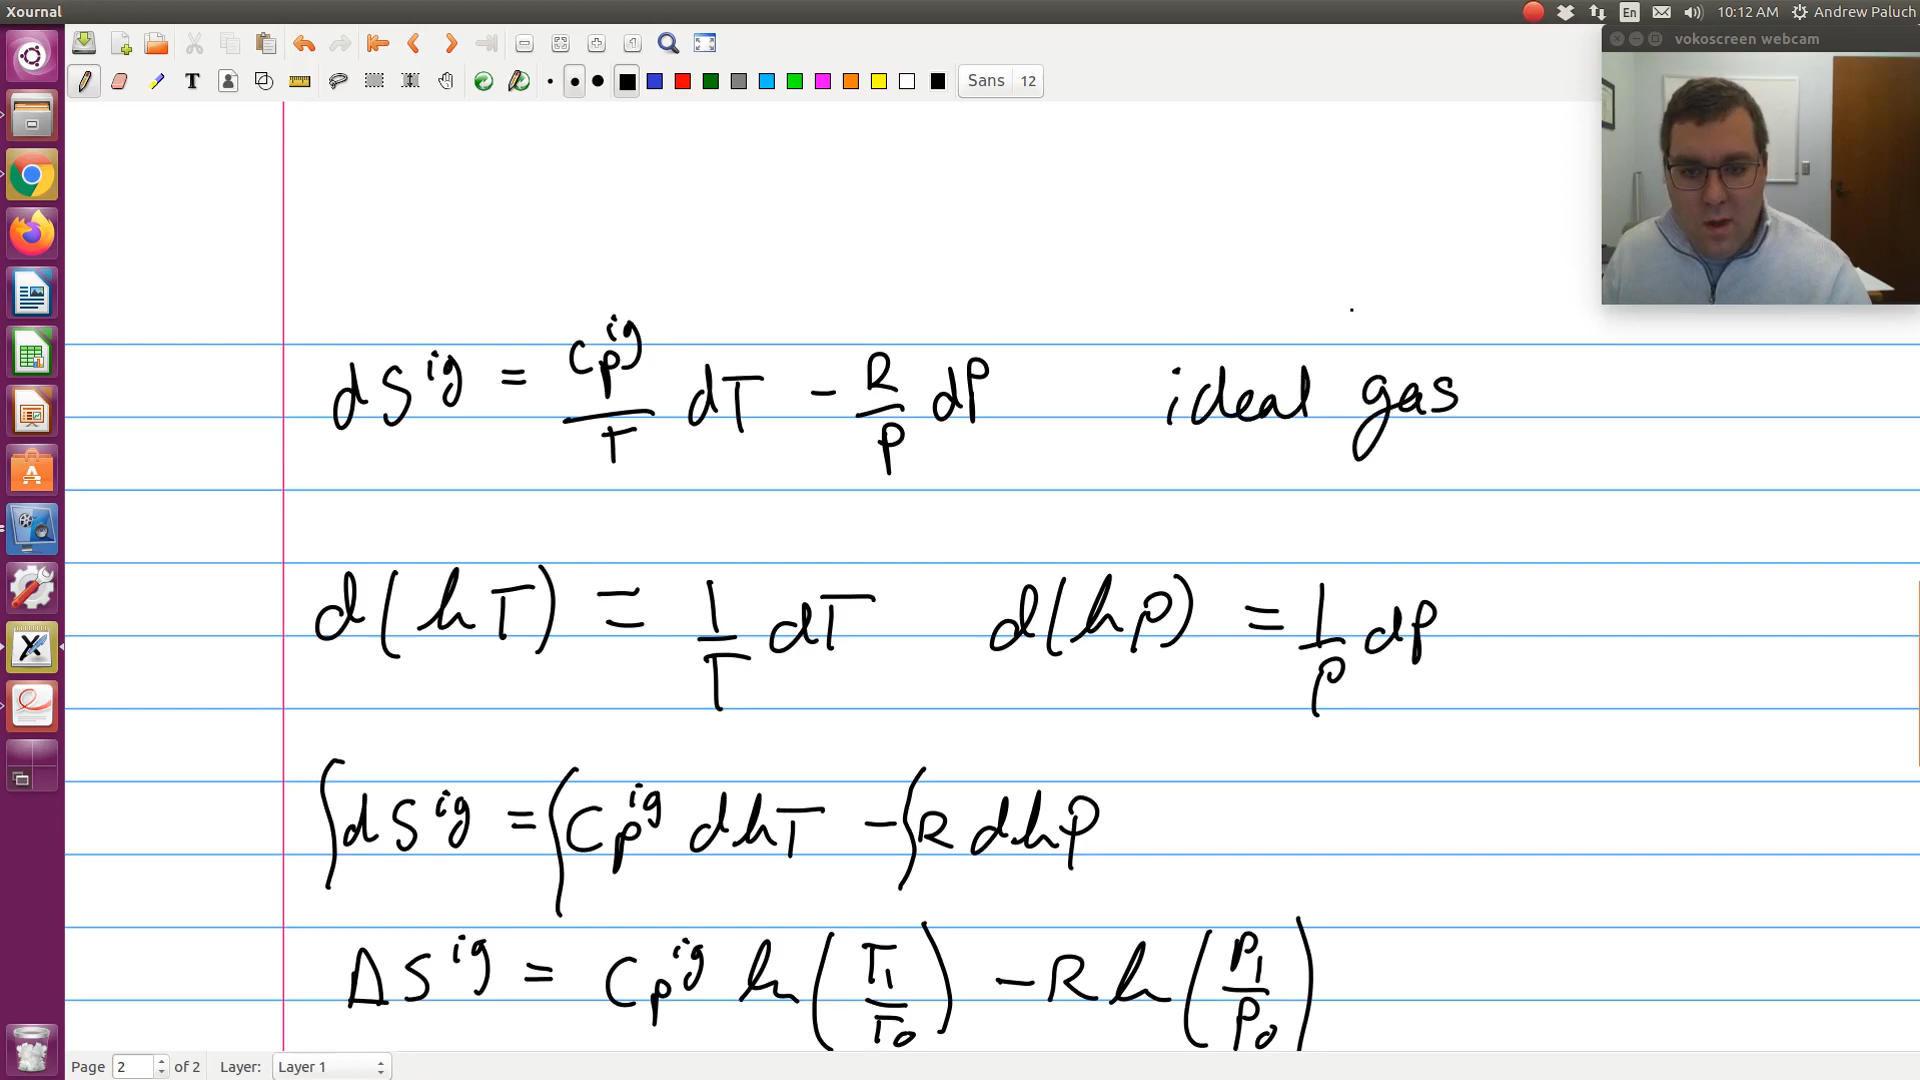 Xournal
En
10:12 AM
Andrew Paluch
vokoscreen webcam
Sans 12
dS^ig = Cp^ig/T dT - R/P dP ideal gas
d(ln T) = 1/T dT d(ln P) = 1/P dP
∫dS^ig = ∫Cp^ig d ln T - ∫R d ln P
ΔS^ig = Cp^ig ln(T1/T0) - R ln(P1/P0)
Page 2 of 2 Layer: Layer 1